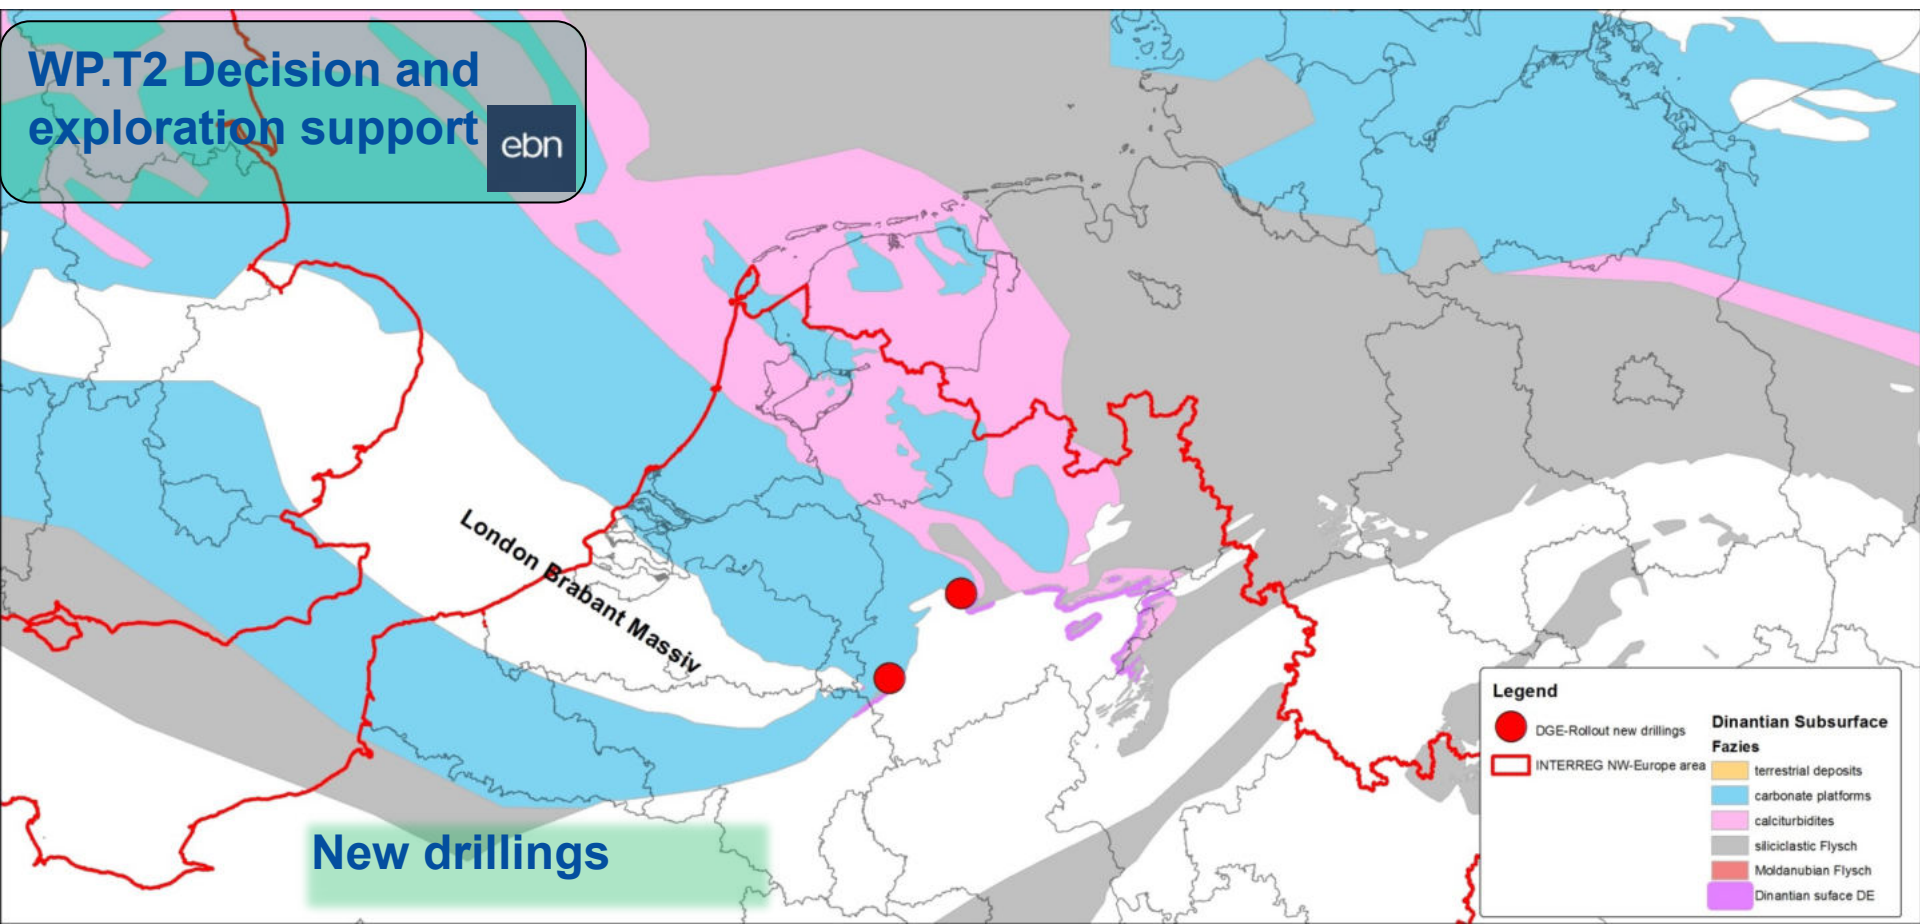 WP.T2 Decision and
exploration support
ebn
London Brabant Massiv
New drillings
Legend
DGE-Rollout new drillings
INTERREG NW-Europe area
Dinantian Subsurface
Fazies
terrestrial deposits
carbonate platforms
calciturbidites
siliciclastic Flysch
Moldanubian Flysch
Dinantian suface DE